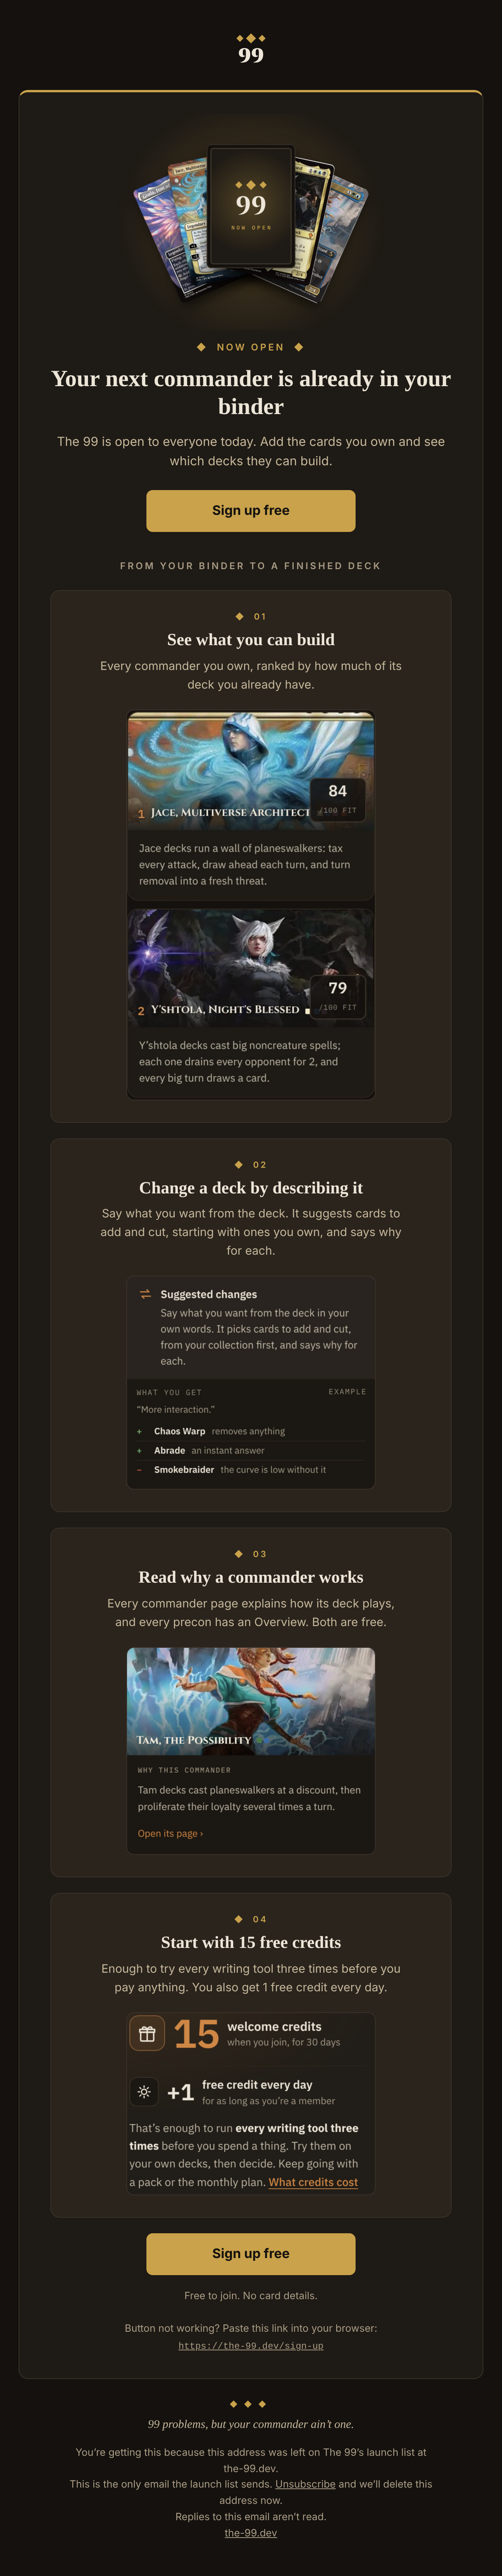 99
99
NOW OPEN
NOW OPEN
Your next commander is already in your
binder
The 99 is open to everyone today. Add the cards you own and see
which decks they can build.
Sign up free
FROM YOUR BINDER TO A FINISHED DECK
01
See what you can build
Every commander you own, ranked by how much of its
deck you already have.
84
/100 FIT
1 JACE, MULTIVERSE ARCHITECT
Jace decks run a wall of planeswalkers: tax
every attack, draw ahead each turn, and turn
removal into a fresh threat.
79
/100 FIT
2 Y'SHTOLA, NIGHT'S BLESSED
Y'shtola decks cast big noncreature spells;
each one drains every opponent for 2, and
every big turn draws a card.
02
Change a deck by describing it
Say what you want from the deck. It suggests cards to
add and cut, starting with ones you own, and says why
for each.
Suggested changes
Say what you want from the deck in your
own words. It picks cards to add and cut,
from your collection first, and says why for
each.
WHAT YOU GET EXAMPLE
“More interaction.”
+ Chaos Warp removes anything
+ Abrade an instant answer
− Smokebraider the curve is low without it
03
Read why a commander works
Every commander page explains how its deck plays,
and every precon has an Overview. Both are free.
TAM, THE POSSIBILITY
WHY THIS COMMANDER
Tam decks cast planeswalkers at a discount, then
proliferate their loyalty several times a turn.
Open its page ›
04
Start with 15 free credits
Enough to try every writing tool three times before you
pay anything. You also get 1 free credit every day.
15 welcome credits
when you join, for 30 days
+1 free credit every day
for as long as you're a member
That's enough to run every writing tool three
times before you spend a thing. Try them on
your own decks, then decide. Keep going with
a pack or the monthly plan. What credits cost
Sign up free
Free to join. No card details.
Button not working? Paste this link into your browser:
https://the-99.dev/sign-up
99 problems, but your commander ain't one.
You're getting this because this address was left on The 99's launch list at
the-99.dev.
This is the only email the launch list sends. Unsubscribe and we'll delete this
address now.
Replies to this email aren't read.
the-99.dev